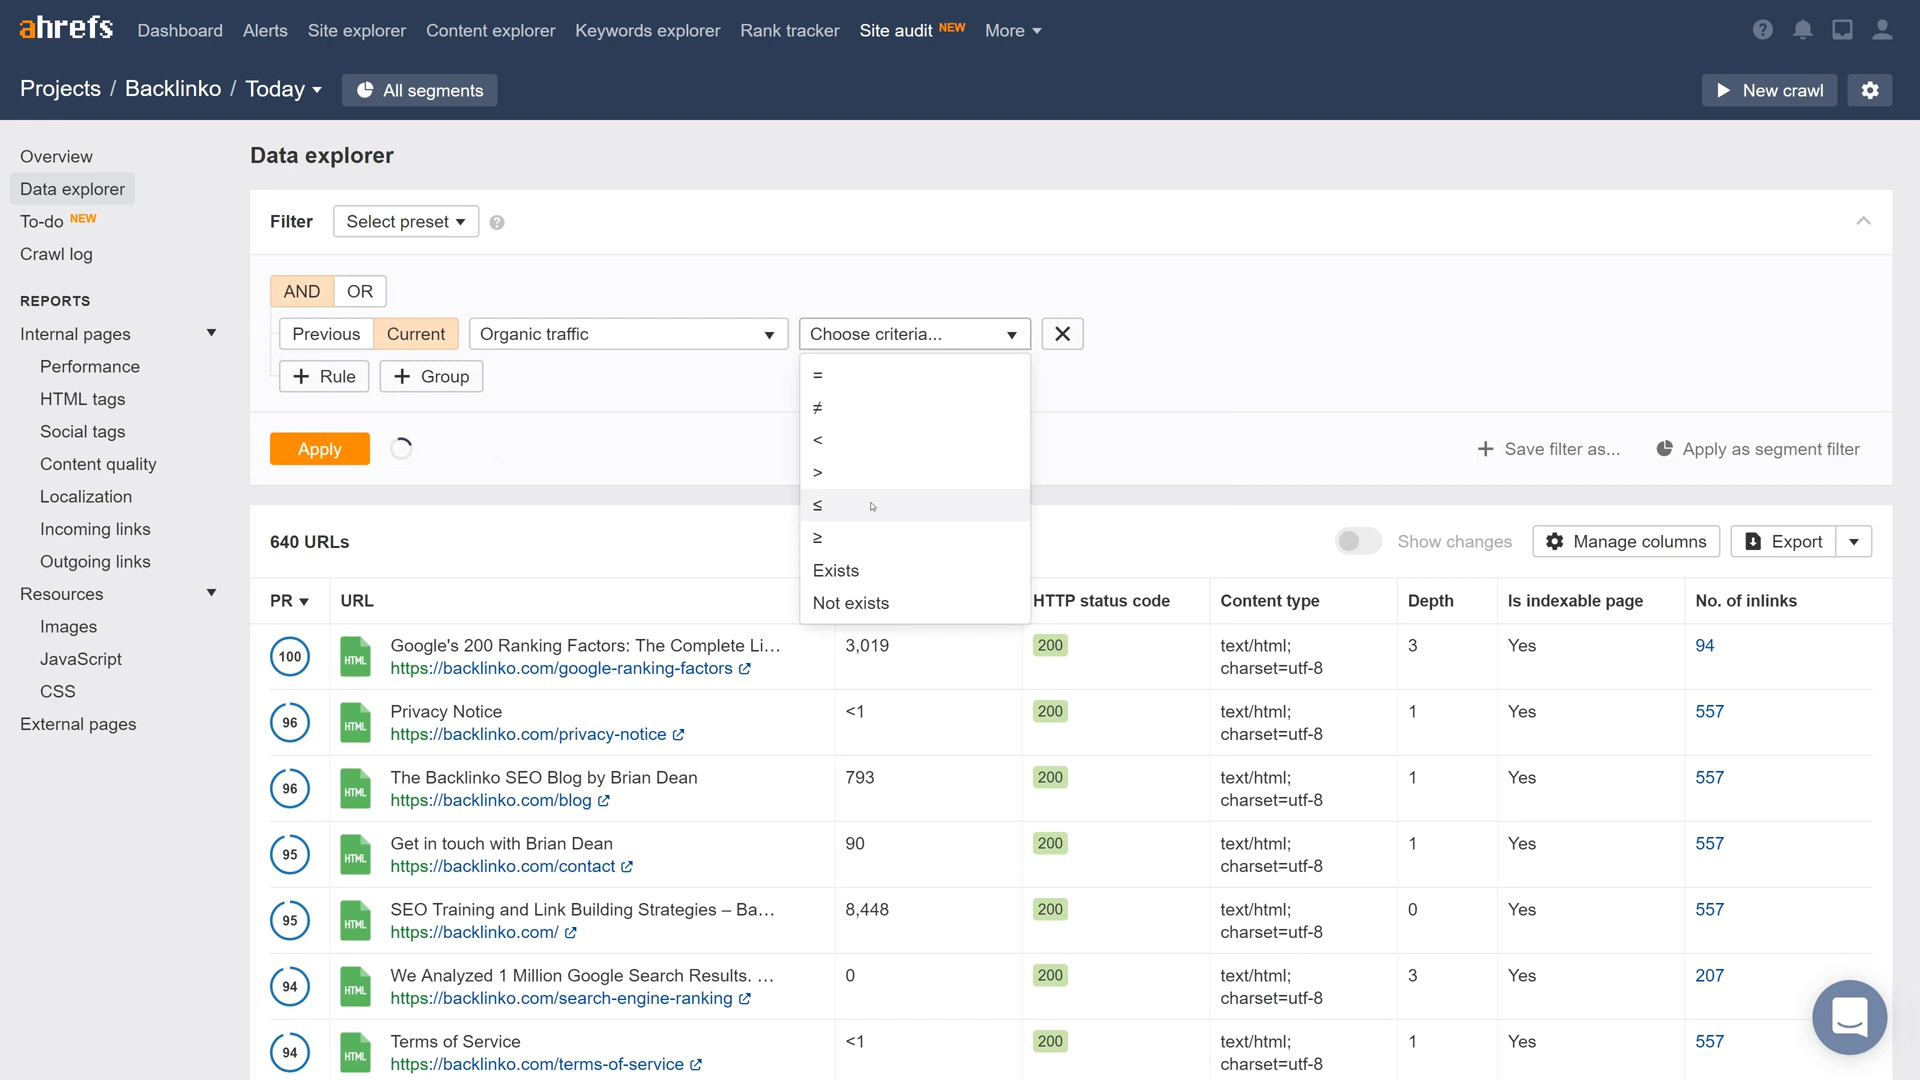 ahrefs Dashboard Alerts Site explorer Content explorer Keywords explorer Rank tracker Site audit NEW More
Projects / Backlinko / Today All segments New crawl
Overview
Data explorer
To-do NEW
Crawl log
REPORTS
Internal pages
Performance
HTML tags
Social tags
Content quality
Localization
Incoming links
Outgoing links
Resources
Images
JavaScript
CSS
External pages
Data explorer
Filter Select preset ?
AND OR
Previous Current Organic traffic Choose criteria...
+ Rule + Group
=
≠
<
>
≤
≥
Exists
Not exists
Apply + Save filter as... Apply as segment filter
640 URLs Show changes Manage columns Export
PR URL HTTP status code Content type Depth Is indexable page No. of inlinks
100 HTML Google's 200 Ranking Factors: The Complete Li... 3,019 200 text/html; 3 Yes 94
https://backlinko.com/google-ranking-factors charset=utf-8
96 HTML Privacy Notice <1 200 text/html; 1 Yes 557
https://backlinko.com/privacy-notice charset=utf-8
96 HTML The Backlinko SEO Blog by Brian Dean 793 200 text/html; 1 Yes 557
https://backlinko.com/blog charset=utf-8
95 HTML Get in touch with Brian Dean 90 200 text/html; 1 Yes 557
https://backlinko.com/contact charset=utf-8
95 HTML SEO Training and Link Building Strategies – Ba... 8,448 200 text/html; 0 Yes 557
https://backlinko.com/ charset=utf-8
94 HTML We Analyzed 1 Million Google Search Results. ... 0 200 text/html; 3 Yes 207
https://backlinko.com/search-engine-ranking charset=utf-8
94 HTML Terms of Service <1 200 text/html; 1 Yes 557
https://backlinko.com/terms-of-service charset=utf-8